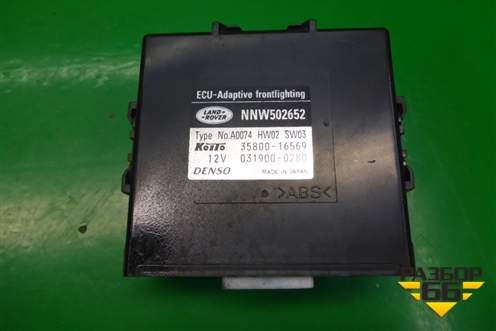 ECU-Adaptive frontlighting
LAND-ROVER NNW502652
Type No.A0074 HW02 SW03
KOITO 35800-16569
12V 031900-0280
DENSO MADE IN JAPAN
>ABS<
РАЗБОР
66